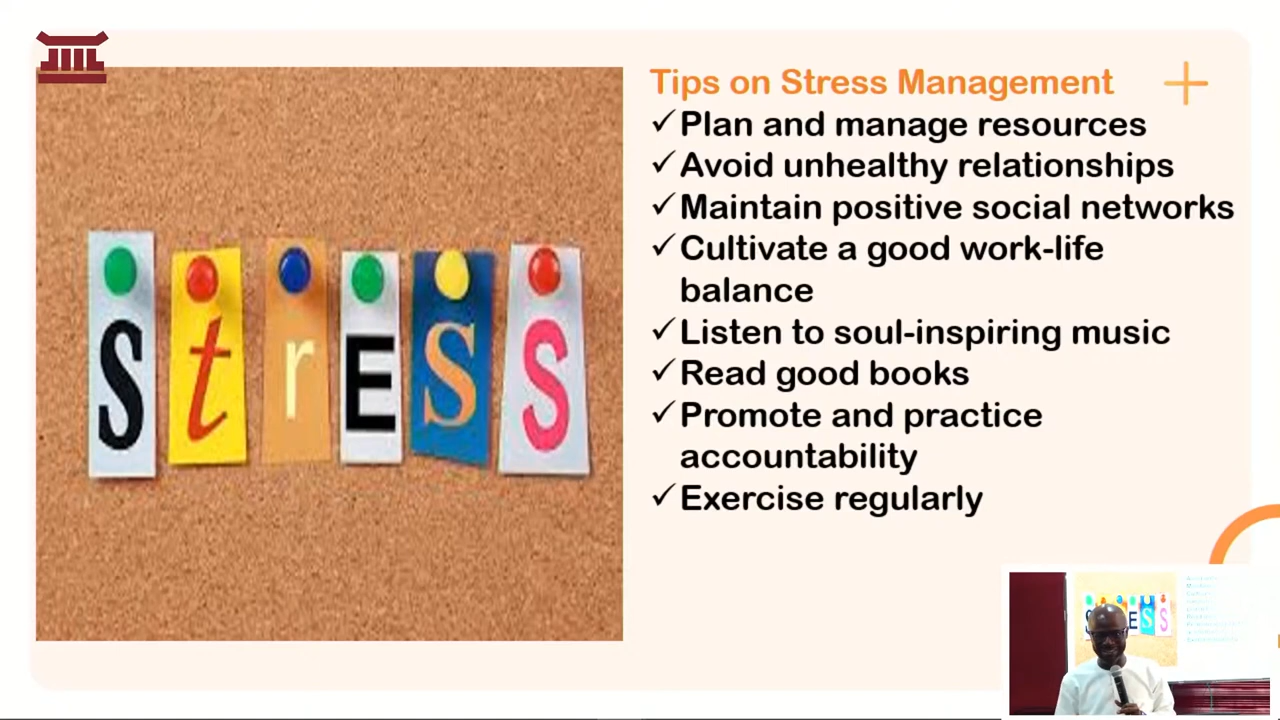 Stress
Tips on Stress Management
✓Plan and manage resources
✓Avoid unhealthy relationships
✓Maintain positive social networks
✓Cultivate a good work-life
balance
✓Listen to soul-inspiring music
✓Read good books
✓Promote and practice
accountability
✓Exercise regularly